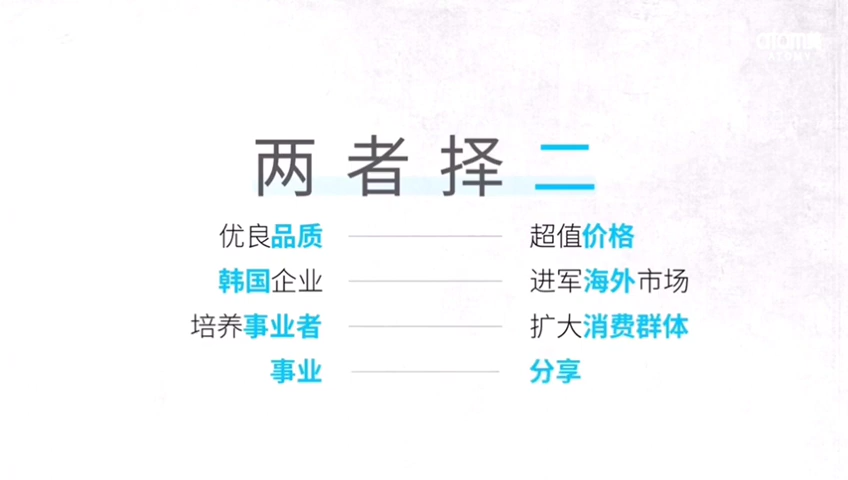 atomy
两者择二
优良品质 超值价格
韩国企业 进军海外市场
培养事业者 扩大消费群体
事业 分享